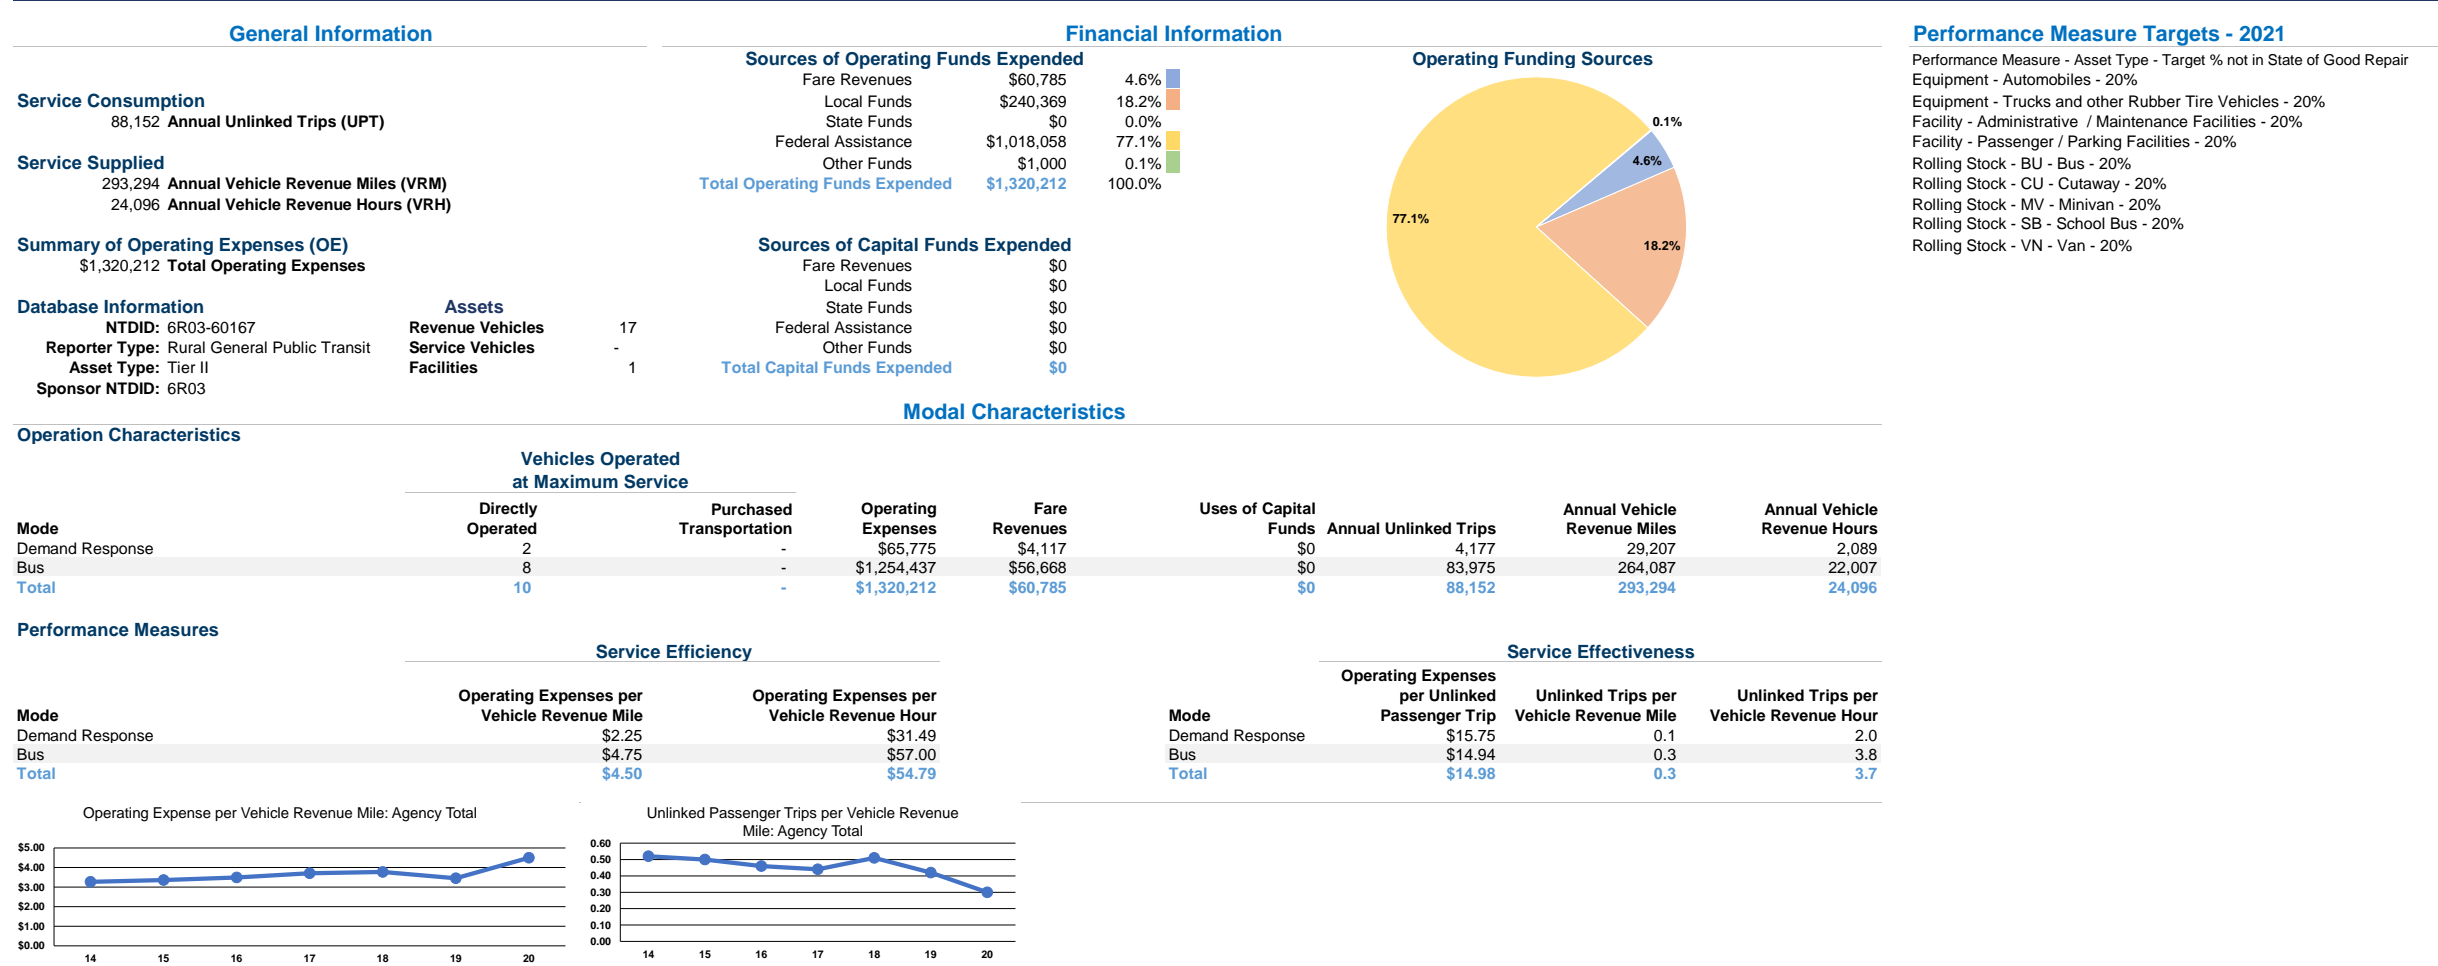 General Information
Service Consumption
88,152 Annual Unlinked Trips (UPT)
Service Supplied
293,294 Annual Vehicle Revenue Miles (VRM)
24,096 Annual Vehicle Revenue Hours (VRH)
Summary of Operating Expenses (OE)
$1,320,212 Total Operating Expenses
Database Information
NTDID: 6R03-60167
Reporter Type: Rural General Public Transit
Asset Type: Tier II
Sponsor NTDID: 6R03
Assets
Revenue Vehicles 17
Service Vehicles -
Facilities 1
Financial Information
Sources of Operating Funds Expended
Fare Revenues $60,785 4.6%
Local Funds $240,369 18.2%
State Funds $0 0.0%
Federal Assistance $1,018,058 77.1%
Other Funds $1,000 0.1%
Total Operating Funds Expended $1,320,212 100.0%
Sources of Capital Funds Expended
Fare Revenues $0
Local Funds $0
State Funds $0
Federal Assistance $0
Other Funds $0
Total Capital Funds Expended $0
Operating Funding Sources
0.1%
4.6%
77.1%
18.2%
Performance Measure Targets - 2021
Performance Measure - Asset Type - Target % not in State of Good Repair
Equipment - Automobiles - 20%
Equipment - Trucks and other Rubber Tire Vehicles - 20%
Facility - Administrative / Maintenance Facilities - 20%
Facility - Passenger / Parking Facilities - 20%
Rolling Stock - BU - Bus - 20%
Rolling Stock - CU - Cutaway - 20%
Rolling Stock - MV - Minivan - 20%
Rolling Stock - SB - School Bus - 20%
Rolling Stock - VN - Van - 20%
Modal Characteristics
Operation Characteristics
Vehicles Operated
at Maximum Service
Directly Purchased Operating Fare Uses of Capital Annual Vehicle Annual Vehicle
Mode Operated Transportation Expenses Revenues Funds Annual Unlinked Trips Revenue Miles Revenue Hours
Demand Response 2 - $65,775 $4,117 $0 4,177 29,207 2,089
Bus 8 - $1,254,437 $56,668 $0 83,975 264,087 22,007
Total 10 - $1,320,212 $60,785 $0 88,152 293,294 24,096
Performance Measures
Service Efficiency
Operating Expenses per Operating Expenses per
Mode Vehicle Revenue Mile Vehicle Revenue Hour
Demand Response $2.25 $31.49
Bus $4.75 $57.00
Total $4.50 $54.79
Service Effectiveness
Operating Expenses
per Unlinked Unlinked Trips per Unlinked Trips per
Mode Passenger Trip Vehicle Revenue Mile Vehicle Revenue Hour
Demand Response $15.75 0.1 2.0
Bus $14.94 0.3 3.8
Total $14.98 0.3 3.7
Operating Expense per Vehicle Revenue Mile: Agency Total
$5.00
$4.00
$3.00
$2.00
$1.00
$0.00
14 15 16 17 18 19 20
Unlinked Passenger Trips per Vehicle Revenue
Mile: Agency Total
0.60
0.50
0.40
0.30
0.20
0.10
0.00
14 15 16 17 18 19 20